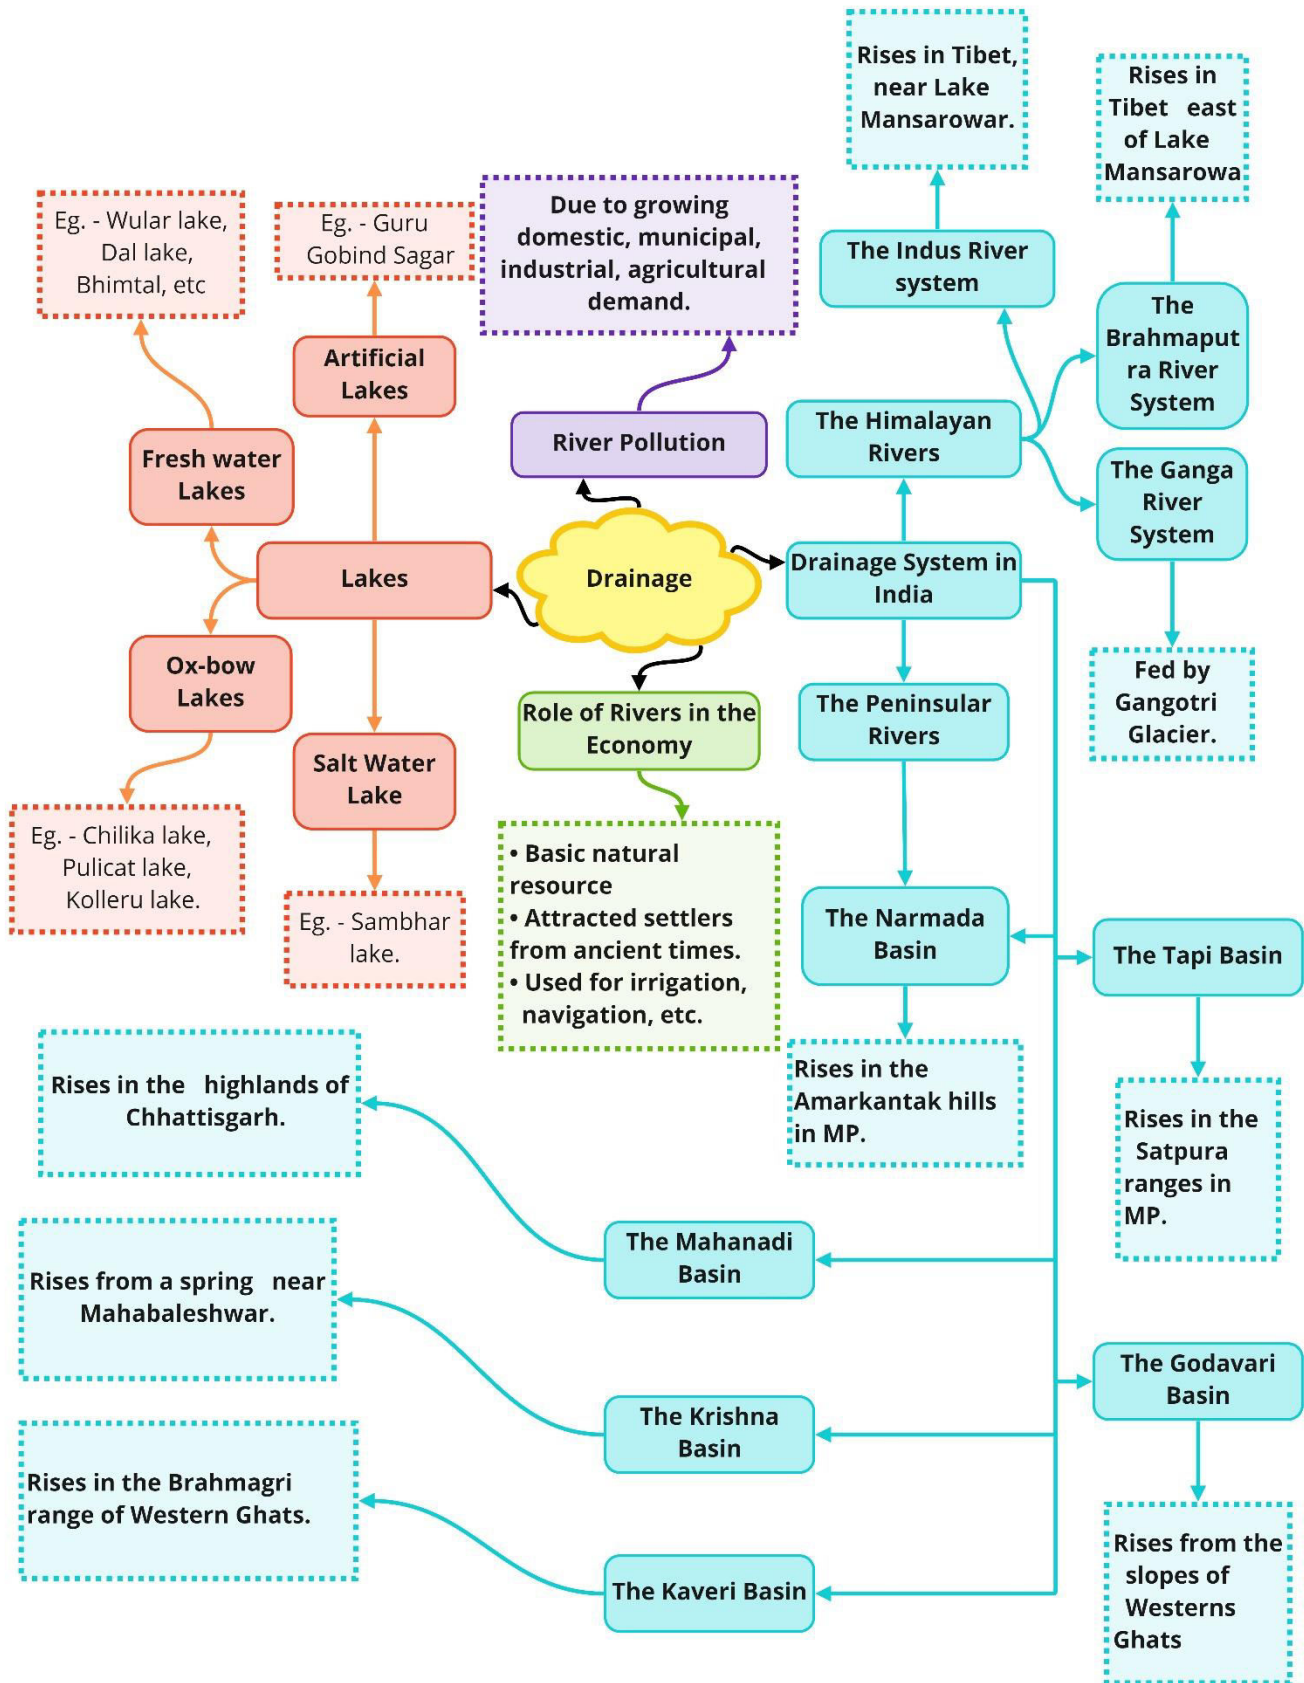 Rises in Tibet,
near Lake
Mansarowar.
Rises in
Tibet east
of Lake
Mansarowa
Eg. - Wular lake,
Dal lake,
Bhimtal, etc
Eg. - Guru
Gobind Sagar
Due to growing
domestic, municipal,
industrial, agricultural
demand.
The Indus River
system
The
Brahmaput
ra River
System
Artificial
Lakes
Fresh water
Lakes
River Pollution
The Himalayan
Rivers
The Ganga
River
System
Lakes
Drainage
Drainage System in
India
Ox-bow
Lakes
Salt Water
Lake
Role of Rivers in the
Economy
The Peninsular
Rivers
Fed by
Gangotri
Glacier.
Eg. - Chilika lake,
Pulicat lake,
Kolleru lake.
Eg. - Sambhar
lake.
• Basic natural
resource
• Attracted settlers
from ancient times.
• Used for irrigation,
navigation, etc.
The Narmada
Basin
The Tapi Basin
Rises in the
Amarkantak hills
in MP.
Rises in the
Satpura
ranges in
MP.
Rises in the highlands of
Chhattisgarh.
The Mahanadi
Basin
Rises from a spring near
Mahabaleshwar.
The Krishna
Basin
The Godavari
Basin
Rises in the Brahmagri
range of Western Ghats.
The Kaveri Basin
Rises from the
slopes of
Westerns
Ghats